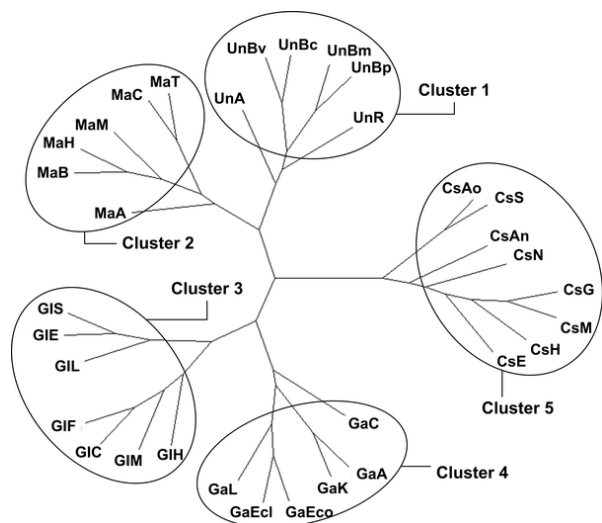 UnBv
UnBc
UnBm
UnBp
UnA
UnR
Cluster 1
MaT
MaC
MaM
MaH
MaB
MaA
Cluster 2
CsAo
CsS
CsAn
CsN
CsG
CsM
CsH
CsE
Cluster 5
Cluster 3
GlS
GlE
GlL
GlF
GlC
GlM
GlH
GaC
GaA
GaK
GaL
GaEcl
GaEco
Cluster 4